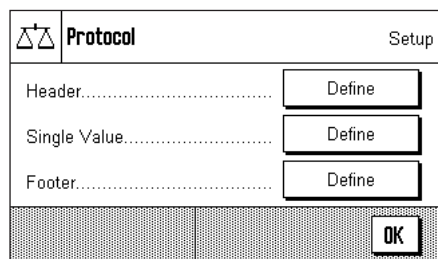 Protocol Setup
Header................................ Define
Single Value......................... Define
Footer................................. Define
OK